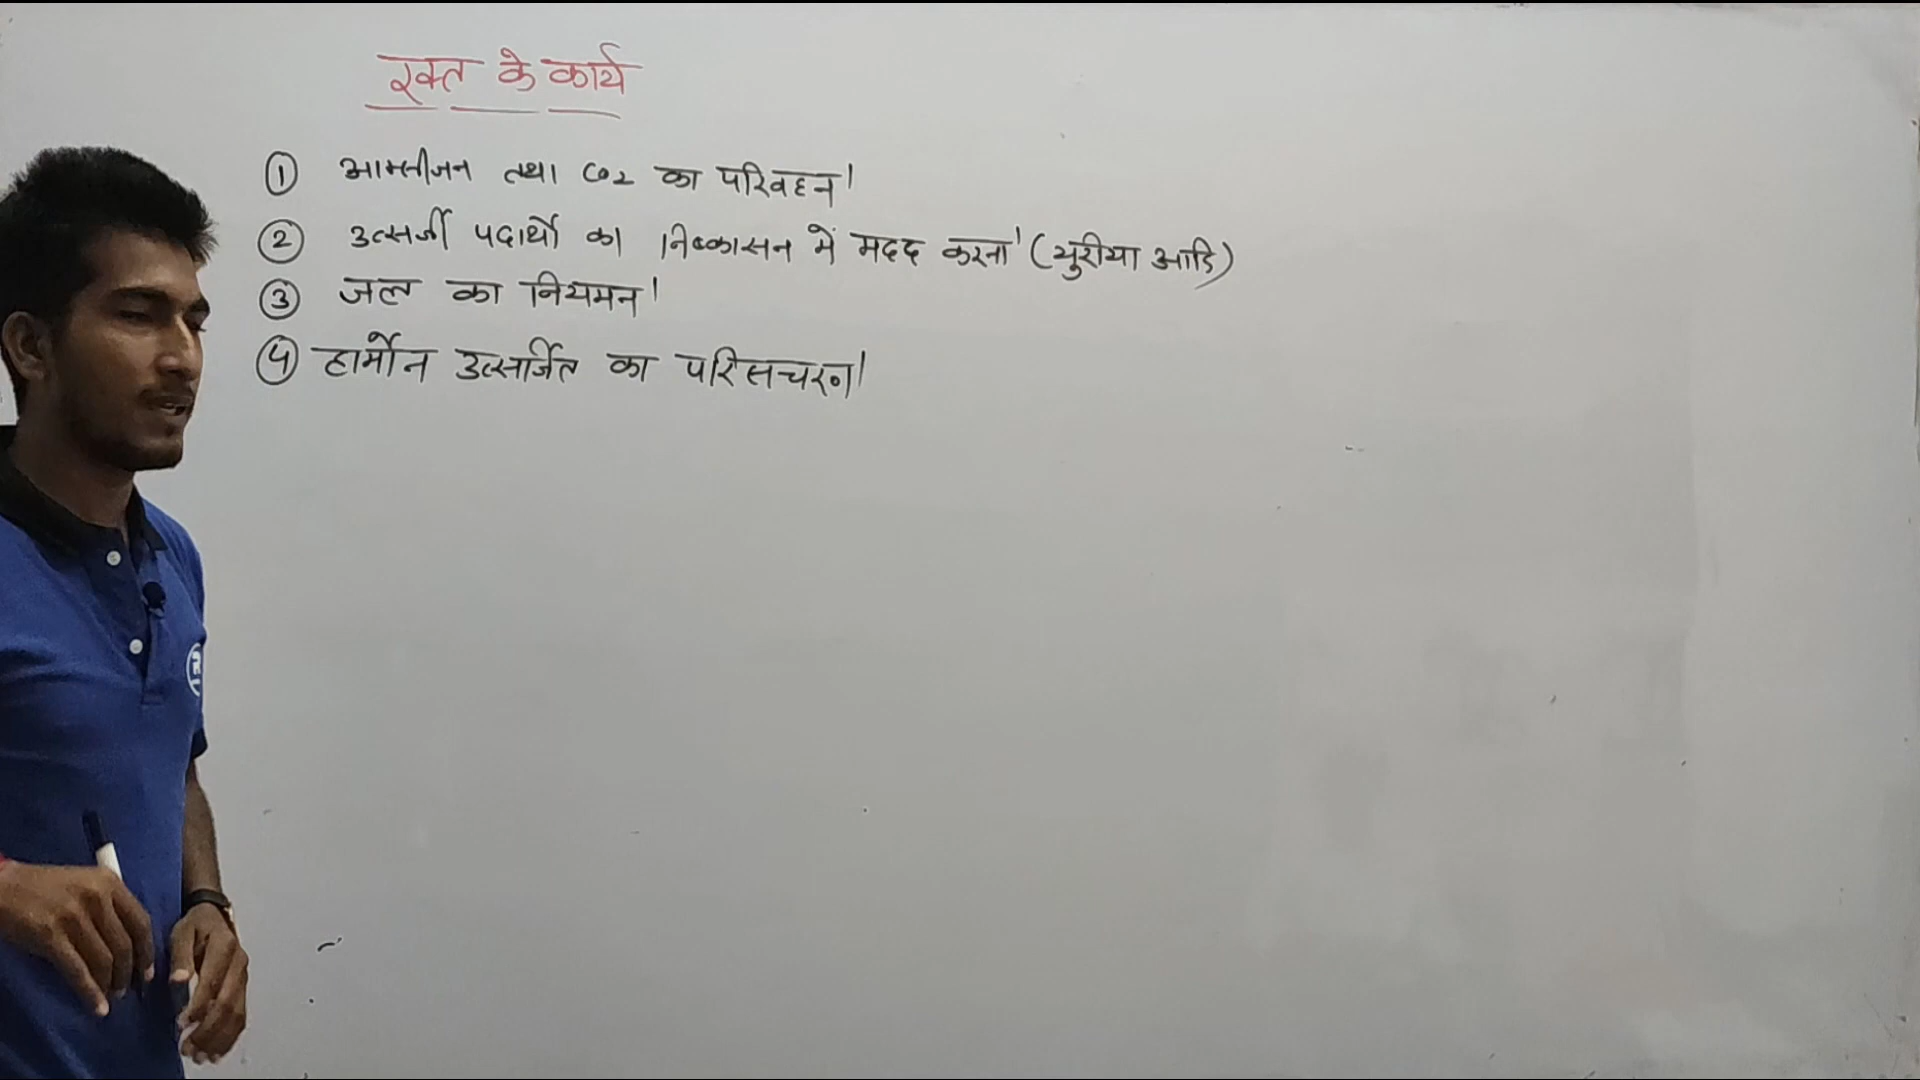 रक्त के कार्य
① आक्सीजन तथा CO2 का परिवहन।
② उत्सर्जी पदार्थो का निष्कासन में मदद करना। (युरीया आदि)
③ जल का नियमन।
④ हार्मोन उत्सर्जित का परिसचरण।